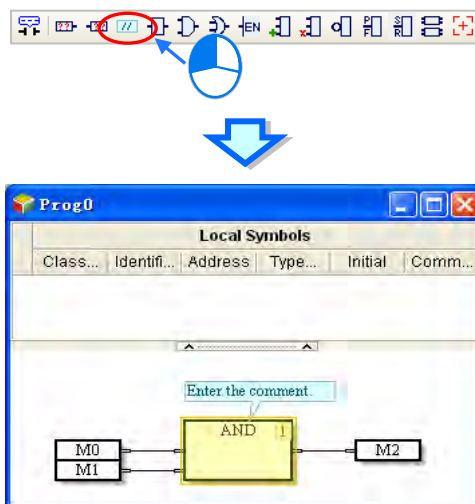 ?? ?? // EN P F S R
Prog0
Local Symbols
Class... Identifi... Address Type... Initial Comm...
Enter the comment.
AND 1
M0 M2
M1